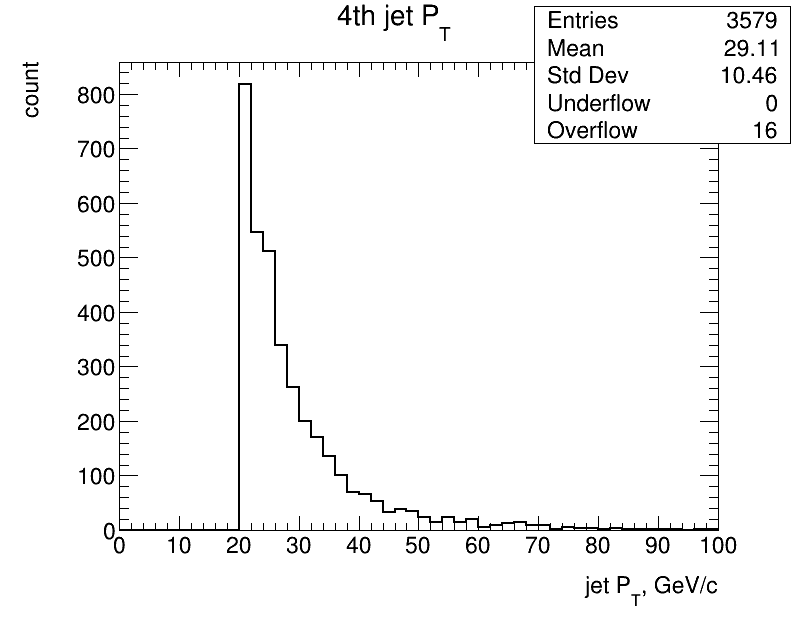 4th jet P_T
Entries 3579
Mean 29.11
Std Dev 10.46
Underflow 0
Overflow 16
count
800
700
600
500
400
300
200
100
0
0 10 20 30 40 50 60 70 80 90 100
jet P_T, GeV/c